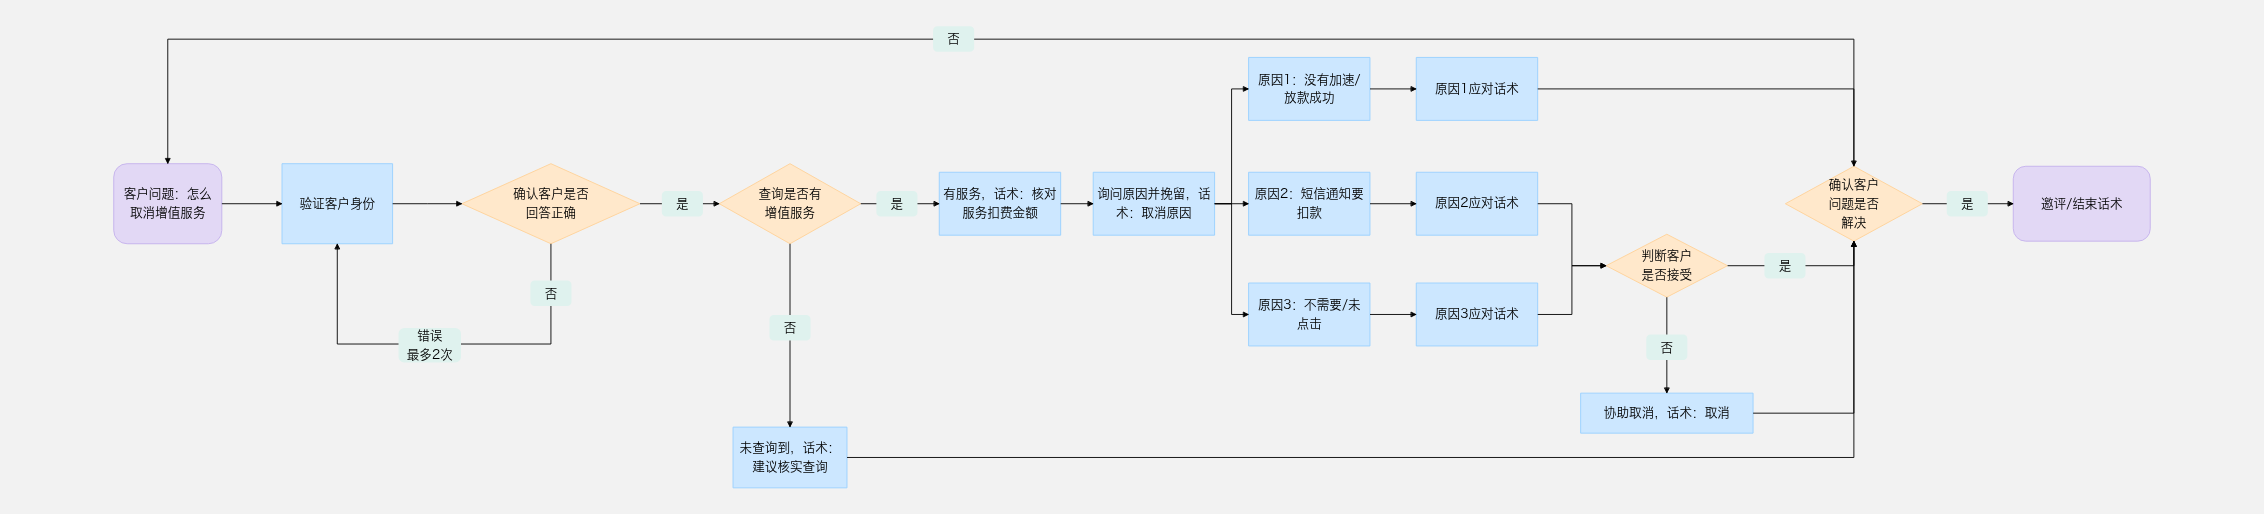 否
客户问题：怎么
取消增值服务
验证客户身份
确认客户是否
回答正确
否
错误
最多2次
是
查询是否有
增值服务
否
未查询到，话术：
建议核实查询
是
有服务，话术：核对
服务扣费金额
询问原因并挽留，话
术：取消原因
原因1：没有加速/
放款成功
原因1应对话术
原因2：短信通知要
扣款
原因2应对话术
原因3：不需要/未
点击
原因3应对话术
判断客户
是否接受
是
否
协助取消，话术：取消
确认客户
问题是否
解决
是
邀评/结束话术